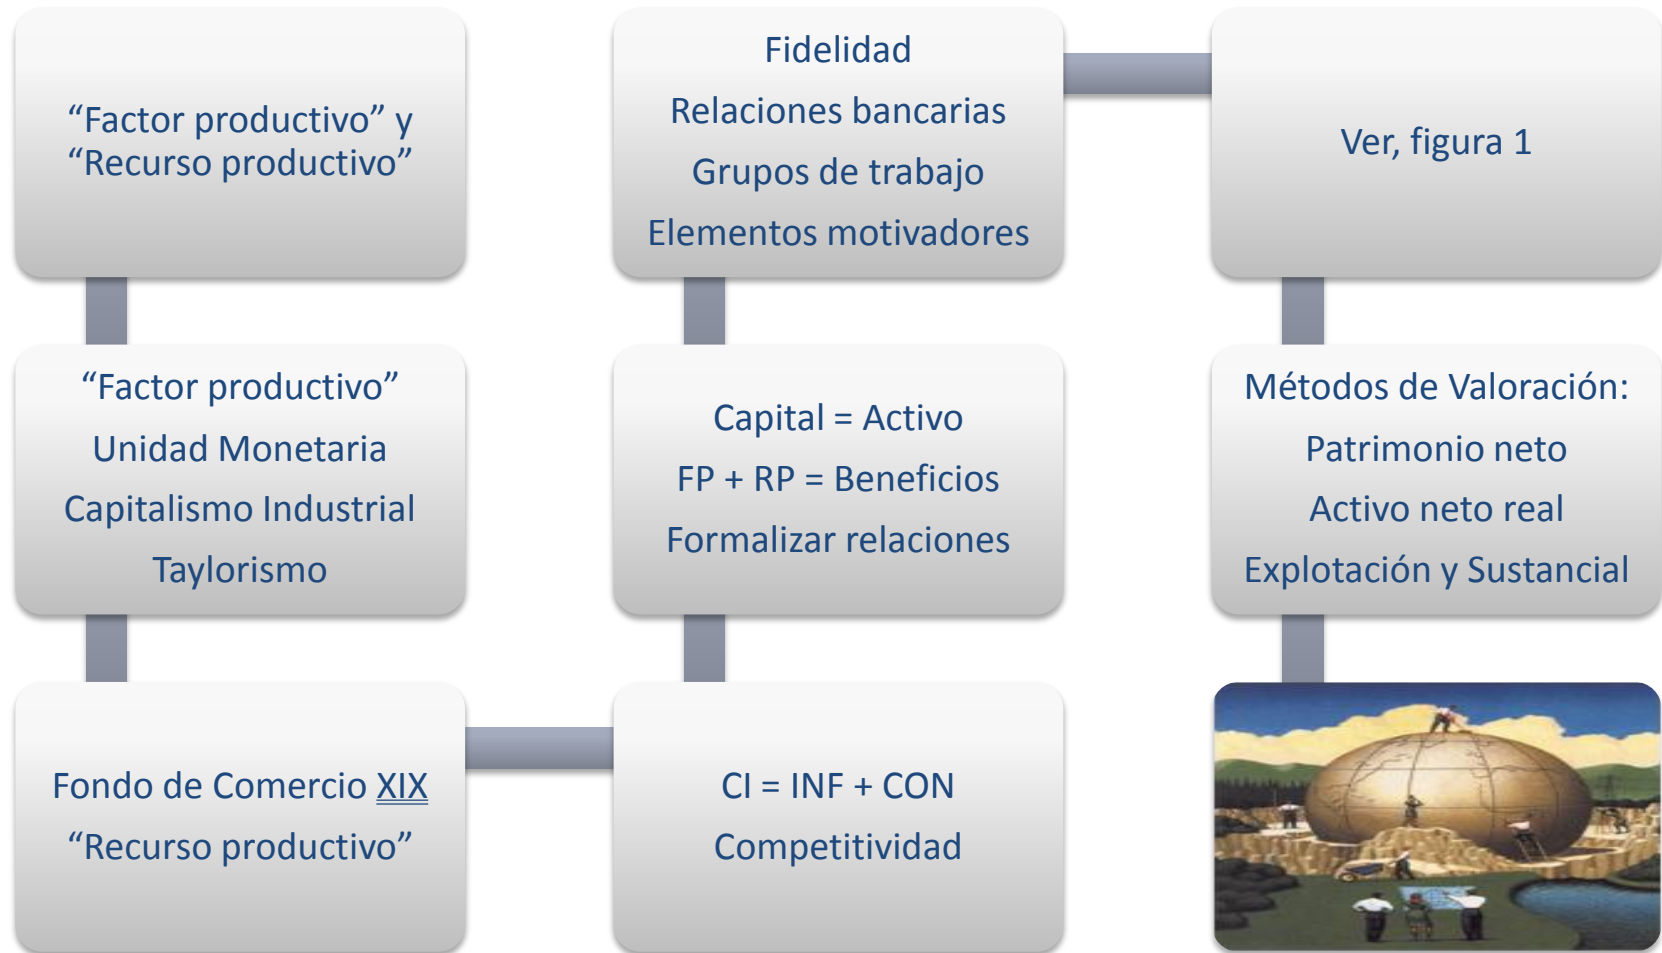 “Factor productivo” y
“Recurso productivo”
“Factor productivo”
Unidad Monetaria
Capitalismo Industrial
Taylorismo
Fondo de Comercio XIX
“Recurso productivo”
CI = INF + CON
Competitividad
Capital = Activo
FP + RP = Beneficios
Formalizar relaciones
Fidelidad
Relaciones bancarias
Grupos de trabajo
Elementos motivadores
Ver, figura 1
Métodos de Valoración:
Patrimonio neto
Activo neto real
Explotación y Sustancial